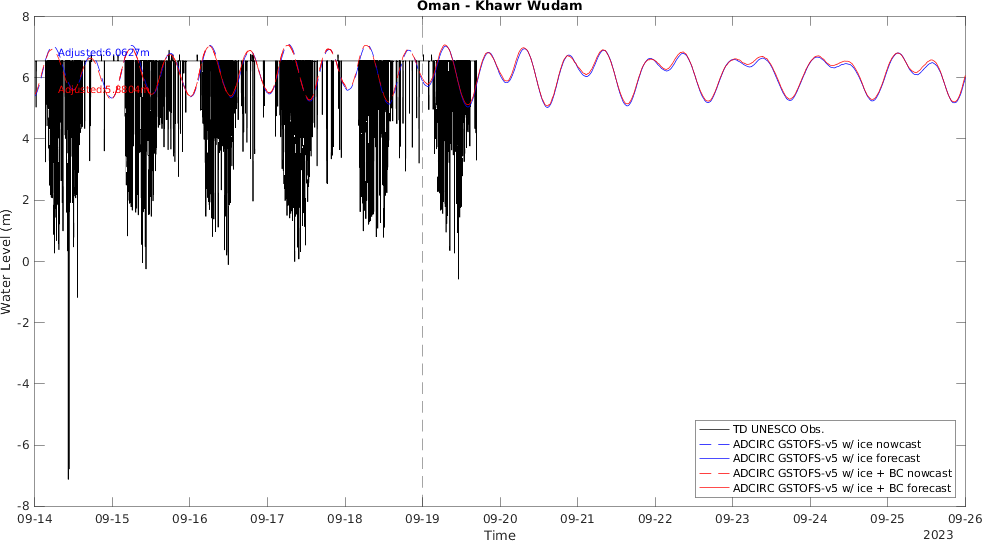 Oman - Khawr Wudam
8
6
4
2
0
-2
-4
-6
-8
Water Level (m)
Adjusted:6.0627m
TD UNESCO Obs.
ADCIRC GSTOFS-v5 w/ ice nowcast
ADCIRC GSTOFS-v5 w/ ice forecast
ADCIRC GSTOFS-v5 w/ ice + BC nowcast
ADCIRC GSTOFS-v5 w/ ice + BC forecast
09-14 09-15 09-16 09-17 09-18 09-19 09-20 09-21 09-22 09-23 09-24 09-25 09-26
Time
2023